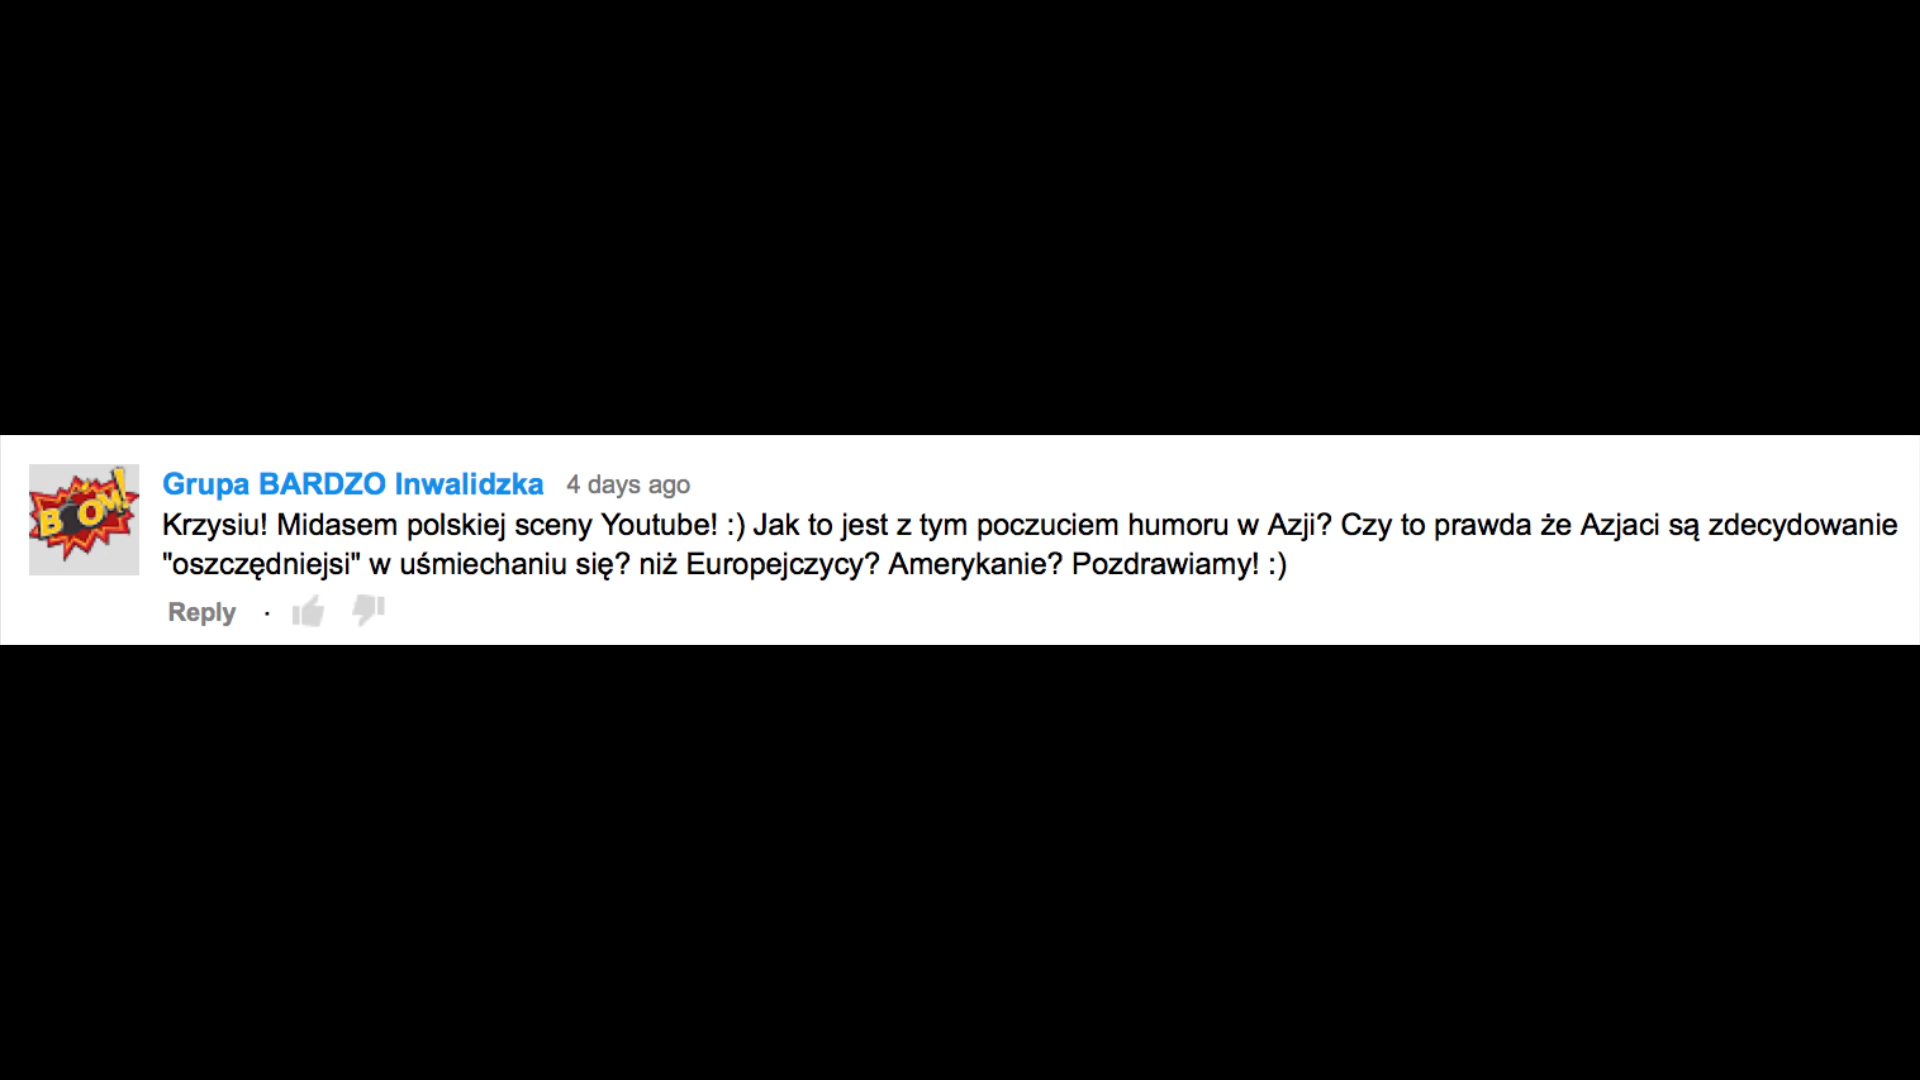 BOOM!
Grupa BARDZO Inwalidzka 4 days ago
Krzysiu! Midasem polskiej sceny Youtube! :) Jak to jest z tym poczuciem humoru w Azji? Czy to prawda że Azjaci są zdecydowanie
"oszczędniejsi" w uśmiechaniu się? niż Europejczycy? Amerykanie? Pozdrawiamy! :)
Reply ·